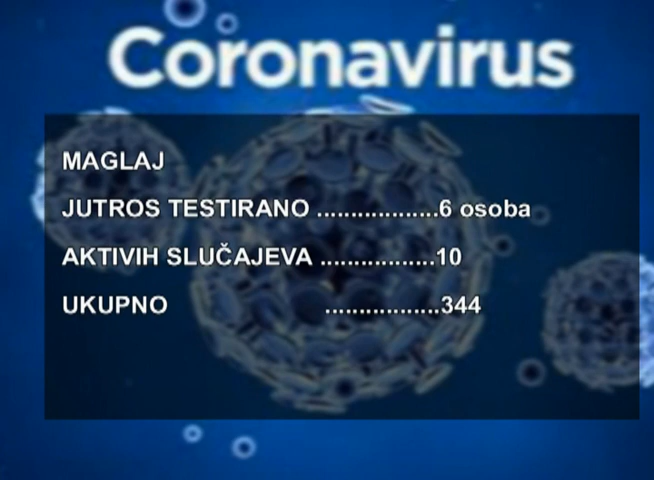 Coronavirus
MAGLAJ
JUTROS TESTIRANO ..................6 osoba
AKTIVIH SLUČAJEVA .................10
UKUPNO .................344